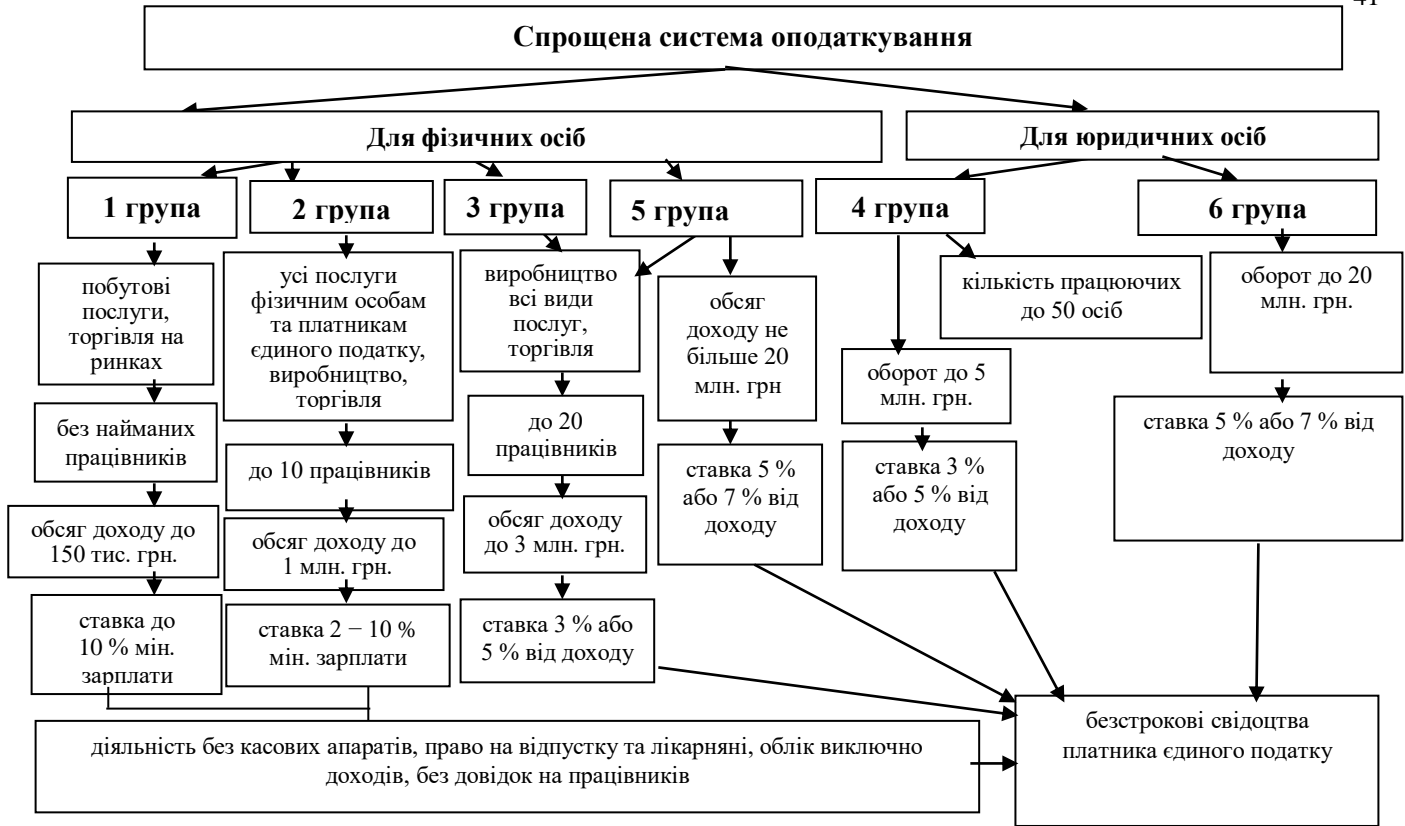 41
Спрощена система оподаткування
Для фізичних осіб
Для юридичних осіб
1 група
2 група
3 група
5 група
4 група
6 група
побутові
послуги,
торгівля на
ринках
усі послуги
фізичним особам
та платникам
єдиного податку,
виробництво,
торгівля
виробництво
всі види
послуг,
торгівля
обсяг
доходу не
більше 20
млн. грн
кількість працюючих
до 50 осіб
оборот до 20
млн. грн.
оборот до 5
млн. грн.
без найманих
працівників
до 10 працівників
до 20
працівників
ставка 5 %
або 7 % від
доходу
ставка 3 %
або 5 % від
доходу
ставка 5 % або 7 % від
доходу
обсяг доходу до
150 тис. грн.
обсяг доходу до
1 млн. грн.
обсяг доходу
до 3 млн. грн.
ставка до
10 % мін.
зарплати
ставка 2 − 10 %
мін. зарплати
ставка 3 % або
5 % від доходу
діяльність без касових апаратів, право на відпустку та лікарняні, облік виключно
доходів, без довідок на працівників
безстрокові свідоцтва
платника єдиного податку